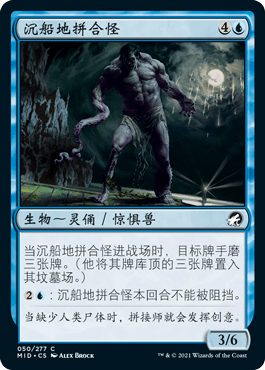 沉船地拼合怪 4
生物～灵俑／惊惧兽
当沉船地拼合怪进战场时，目标牌手磨
三张牌。（他将其牌库顶的三张牌置入
其坟墓场。）
2：沉船地拼合怪本回合不能被阻挡。
当缺少人类尸体时，拼接师就会发挥创意。
3/6
050/277 C
MID • CS ALEX BROCK
™ & © 2021 Wizards of the Coast